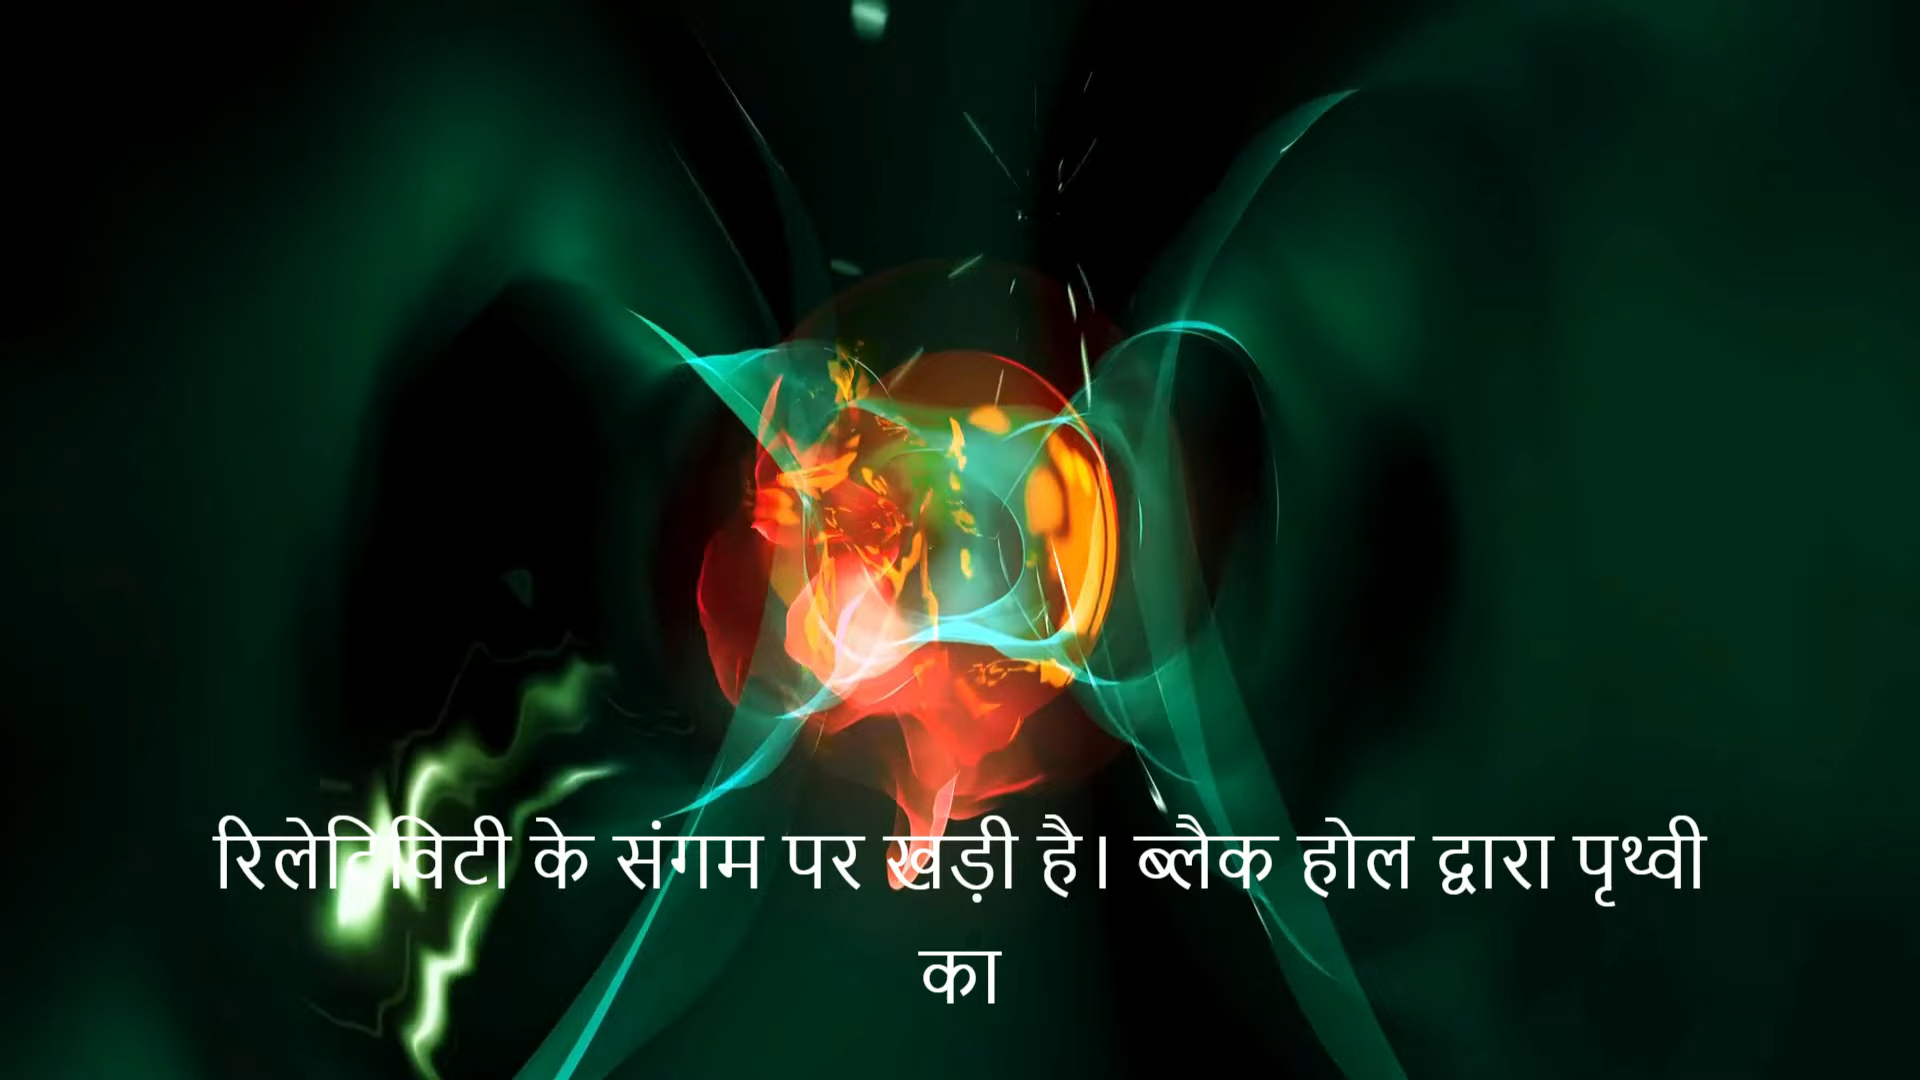 रिलेटिविटी के संगम पर खड़ी है। ब्लैक होल द्वारा पृथ्वी
का